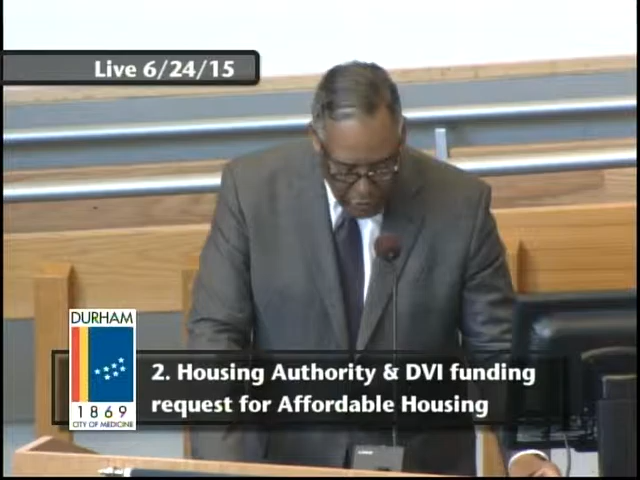 Live 6/24/15
DURHAM
1869
CITY OF MEDICINE
2. Housing Authority & DVI funding
request for Affordable Housing